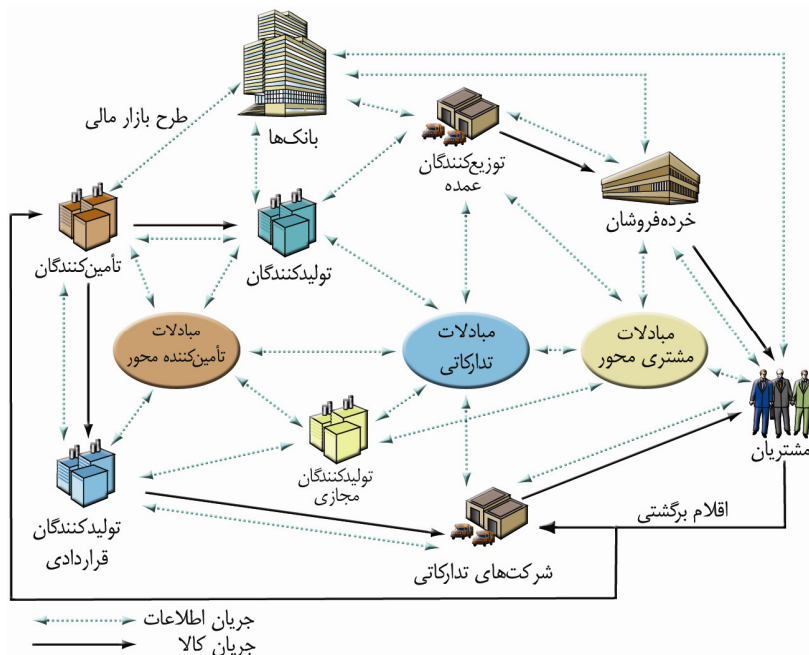 طرح بازار مالی
بانک‌ها
توزیع‌کنندگان
عمده
خرده‌فروشان
تأمین‌کنندگان
تولیدکنندگان
مبادلات
مشتری محور
مبادلات
تدارکاتی
مبادلات
تأمین‌کننده محور
مشتریان
تولیدکنندگان
مجازی
تولیدکنندگان
قراردادی
شرکت‌های تدارکاتی
اقلام برگشتی
جریان اطلاعات
جریان کالا